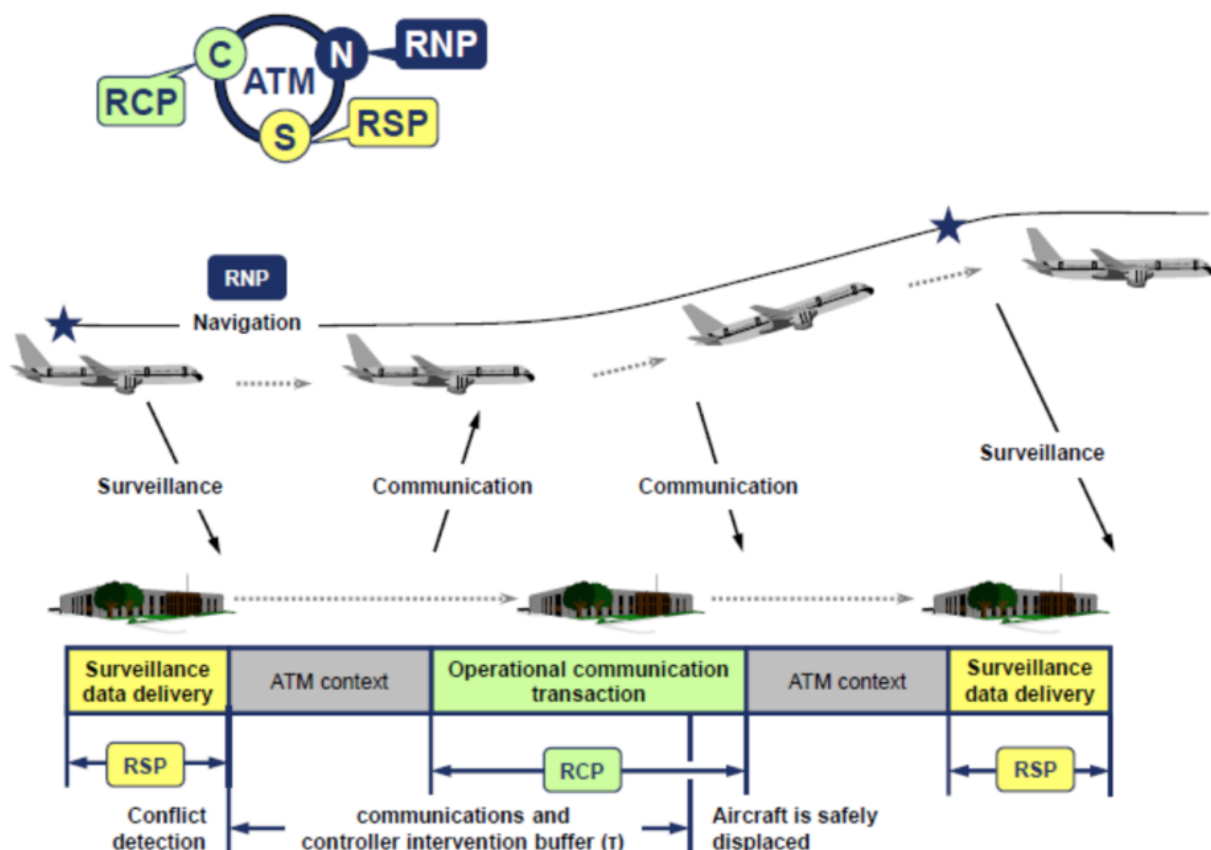 C
N
RNP
ATM
RCP
S
RSP
RNP
Navigation
Surveillance
Communication
Communication
Surveillance
Surveillance
data delivery
ATM context
Operational communication
transaction
ATM context
Surveillance
data delivery
RSP
RCP
RSP
Conflict
detection
communications and
controller intervention buffer (τ)
Aircraft is safely
displaced